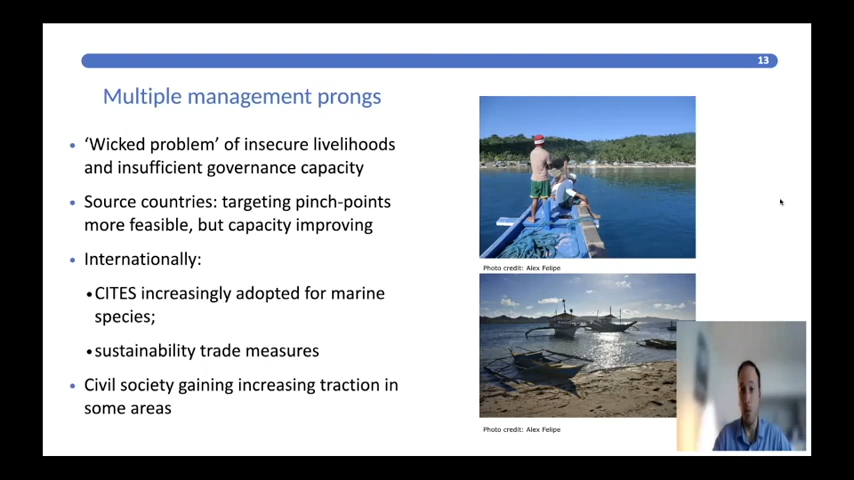 13
Multiple management prongs
• ‘Wicked problem’ of insecure livelihoods
and insufficient governance capacity
• Source countries: targeting pinch-points
more feasible, but capacity improving
• Internationally:
•CITES increasingly adopted for marine
species;
•sustainability trade measures
• Civil society gaining increasing traction in
some areas
Photo credit: Alex Felipe
Photo credit: Alex Felipe